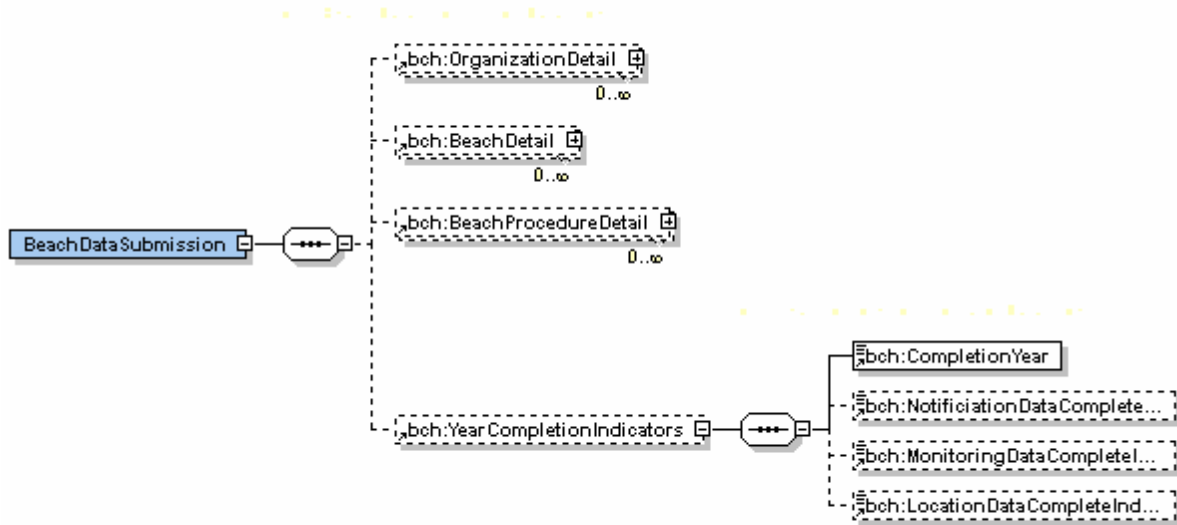 bch:OrganizationDetail
0..∞
bch:BeachDetail
0..∞
bch:BeachProcedureDetail
0..∞
BeachDataSubmission
bch:CompletionYear
bch:NotificiationDataComplete...
bch:YearCompletionIndicators
bch:MonitoringDataCompleteI...
bch:LocationDataCompleteInd...